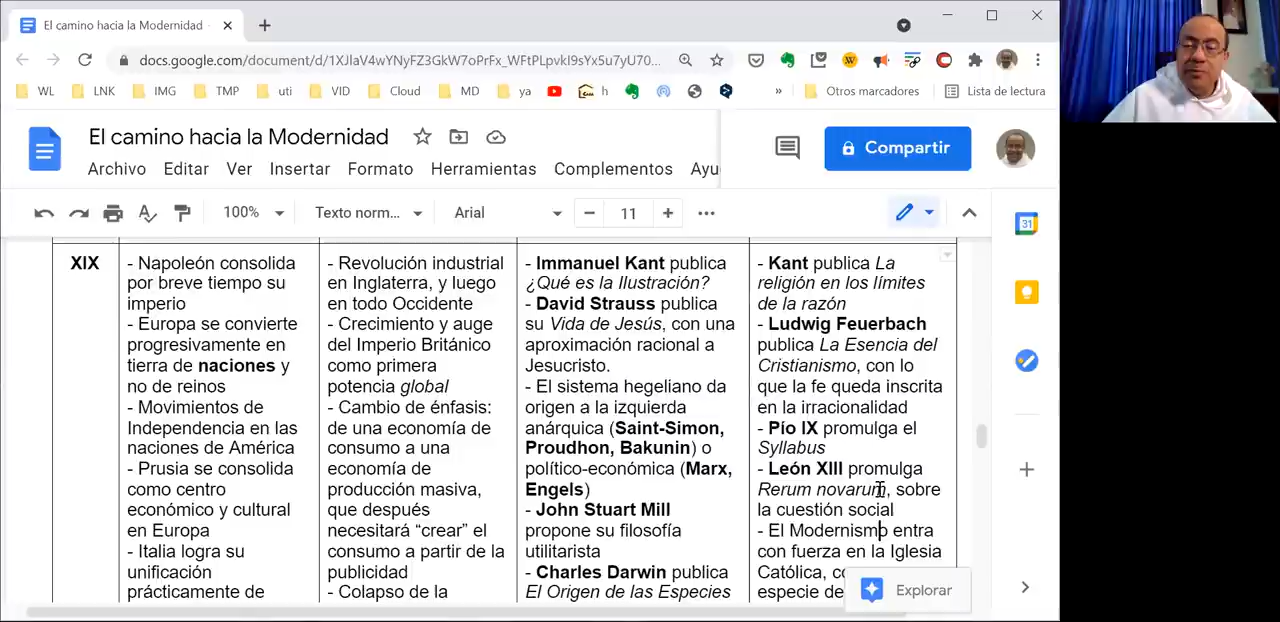 El camino hacia la Modernidad
docs.google.com/document/d/1XJlaV4wYNyFZ3GkW7oPrFx_WFtPLpvkI9sYx5u7yU70...
WL LNK IMG TMP uti VID Cloud MD ya h » Otros marcadores Lista de lectura
El camino hacia la Modernidad
Compartir
Archivo Editar Ver Insertar Formato Herramientas Complementos Ayu
100% Texto norm... Arial 11
31
XIX
- Napoleón consolida
por breve tiempo su
imperio
- Europa se convierte
progresivamente en
tierra de naciones y
no de reinos
- Movimientos de
Independencia en las
naciones de América
- Prusia se consolida
como centro
económico y cultural
en Europa
- Italia logra su
unificación
prácticamente de
- Revolución industrial
en Inglaterra, y luego
en todo Occidente
- Crecimiento y auge
del Imperio Británico
como primera
potencia global
- Cambio de énfasis:
de una economía de
consumo a una
economía de
producción masiva,
que después
necesitará “crear” el
consumo a partir de la
publicidad
- Colapso de la
- Immanuel Kant publica
¿Qué es la Ilustración?
- David Strauss publica
su Vida de Jesús, con una
aproximación racional a
Jesucristo.
- El sistema hegeliano da
origen a la izquierda
anárquica (Saint-Simon,
Proudhon, Bakunin) o
político-económica (Marx,
Engels)
- John Stuart Mill
propone su filosofía
utilitarista
- Charles Darwin publica
El Origen de las Especies
- Kant publica La
religión en los límites
de la razón
- Ludwig Feuerbach
publica La Esencia del
Cristianismo, con lo
que la fe queda inscrita
en la irracionalidad
- Pío IX promulga el
Syllabus
- León XIII promulga
Rerum novarum, sobre
la cuestión social
- El Modernismo entra
con fuerza en la Iglesia
Católica,
especie de
Explorar